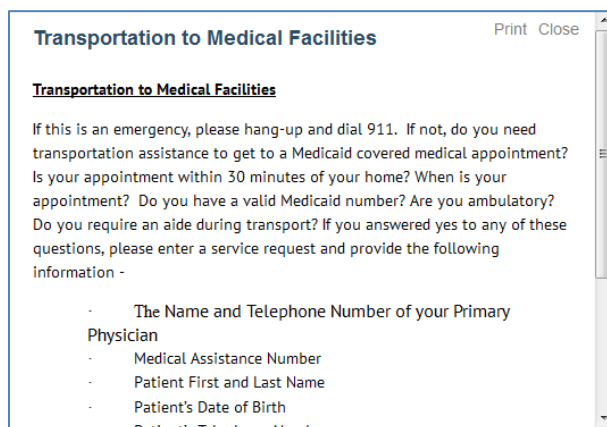 Transportation to Medical Facilities
Print Close
Transportation to Medical Facilities
If this is an emergency, please hang-up and dial 911. If not, do you need
transportation assistance to get to a Medicaid covered medical appointment?
Is your appointment within 30 minutes of your home? When is your
appointment? Do you have a valid Medicaid number? Are you ambulatory?
Do you require an aide during transport? If you answered yes to any of these
questions, please enter a service request and provide the following
information -
· The Name and Telephone Number of your Primary
Physician
· Medical Assistance Number
· Patient First and Last Name
· Patient's Date of Birth